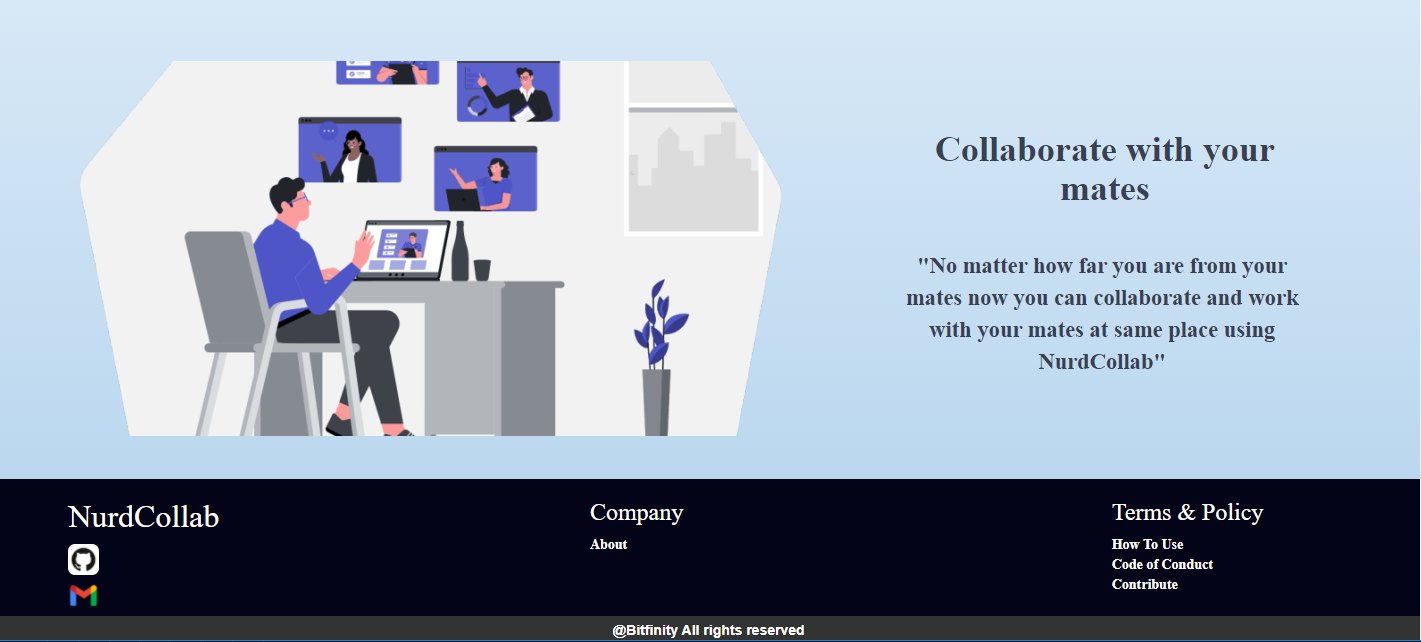 Collaborate with your
mates
"No matter how far you are from your
mates now you can collaborate and work
with your mates at same place using
NurdCollab"
NurdCollab
Company
About
Terms & Policy
How To Use
Code of Conduct
Contribute
@Bitfinity All rights reserved